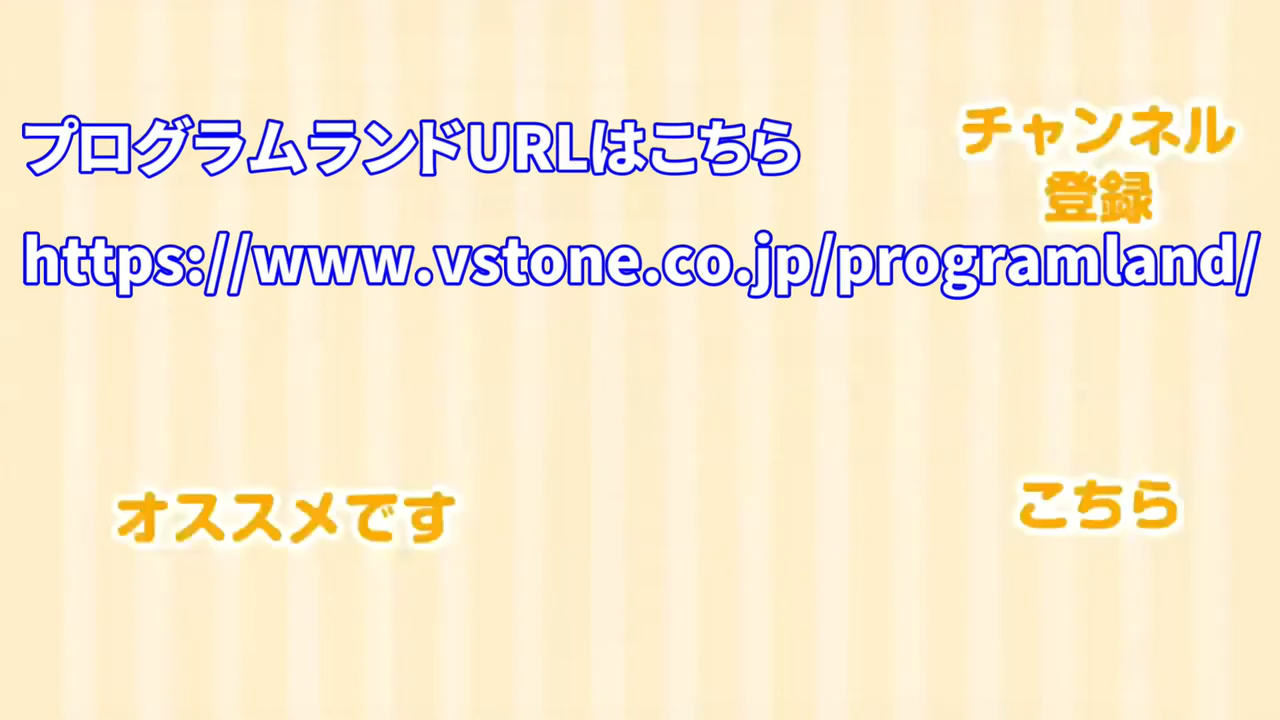 プログラムランドURLはこちら
チャンネル
登録
https://www.vstone.co.jp/programland/
オススメです
こちら